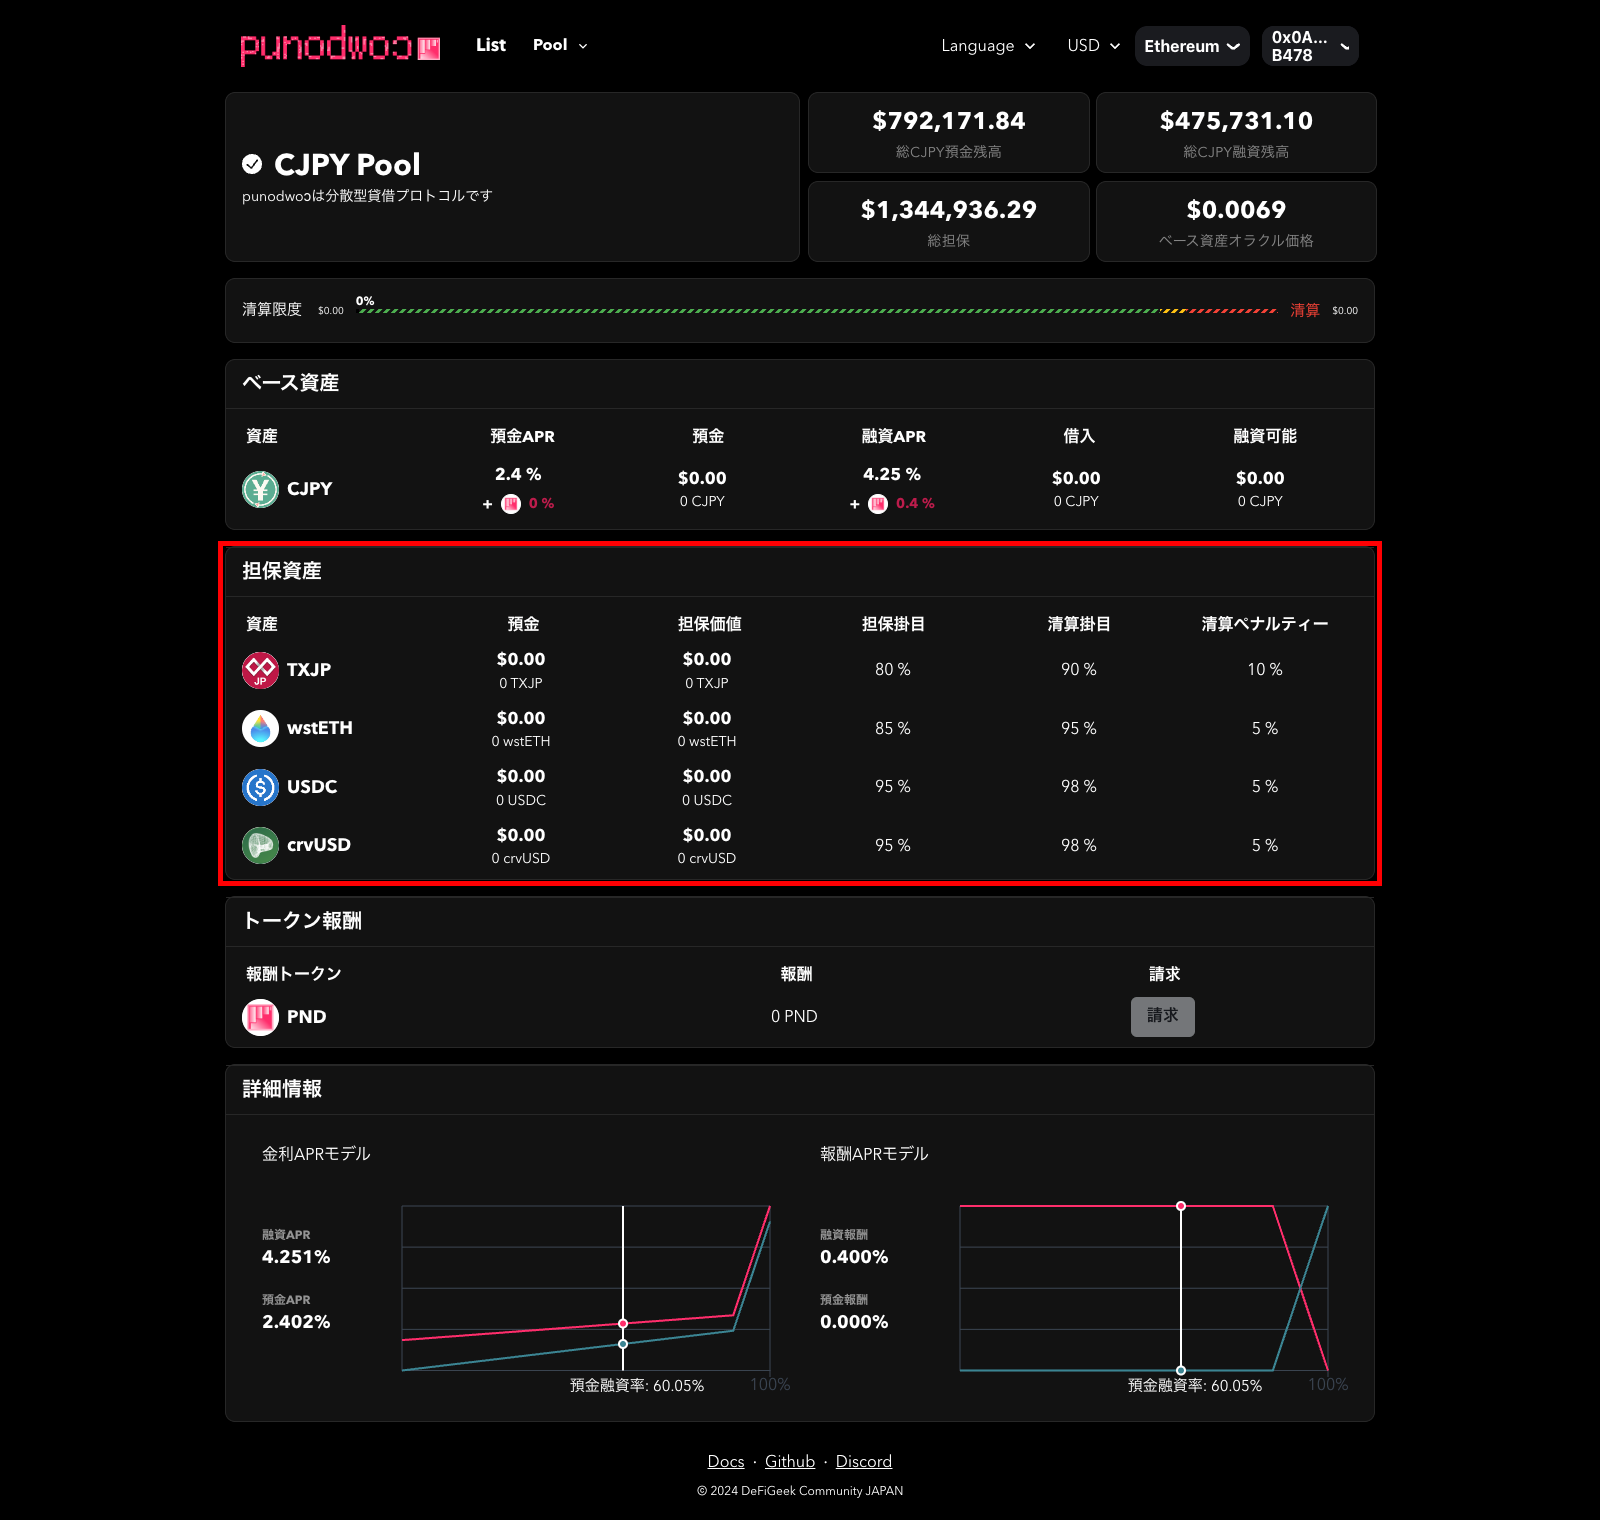 punodwoɔ
List
Pool
Language
USD
Ethereum
0x0A...
B478
CJPY Pool
punodwoɔは分散型貸借プロトコルです
$792,171.84
総CJPY預金残高
$475,731.10
総CJPY融資残高
$1,344,936.29
総担保
$0.0069
ベース資産オラクル価格
清算限度 $0.00 0% 清算 $0.00
ベース資産
資産 預金APR 預金 融資APR 借入 融資可能
CJPY 2.4 % $0.00 4.25 % $0.00 $0.00
+ 0 % 0 CJPY + 0.4 % 0 CJPY 0 CJPY
担保資産
資産 預金 担保価値 担保掛目 清算掛目 清算ペナルティー
TXJP $0.00 $0.00 80 % 90 % 10 %
JP 0 TXJP 0 TXJP
wstETH $0.00 $0.00 85 % 95 % 5 %
0 wstETH 0 wstETH
USDC $0.00 $0.00 95 % 98 % 5 %
0 USDC 0 USDC
crvUSD $0.00 $0.00 95 % 98 % 5 %
0 crvUSD 0 crvUSD
トークン報酬
報酬トークン 報酬 請求
PND 0 PND 請求
詳細情報
金利APRモデル
融資APR
4.251%
預金APR
2.402%
預金融資率: 60.05% 100%
報酬APRモデル
融資報酬
0.400%
預金報酬
0.000%
預金融資率: 60.05% 100%
Docs · Github · Discord
© 2024 DeFiGeek Community JAPAN